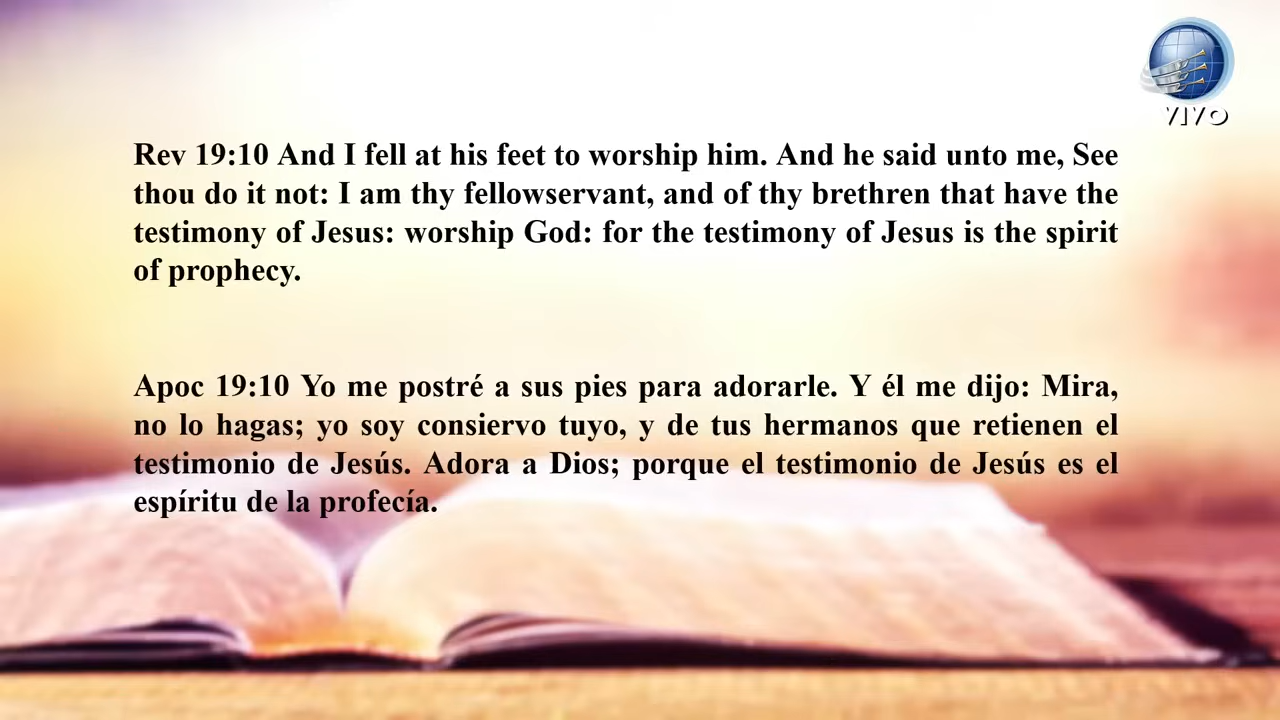 VIVO
Rev 19:10 And I fell at his feet to worship him. And he said unto me, See
thou do it not: I am thy fellowservant, and of thy brethren that have the
testimony of Jesus: worship God: for the testimony of Jesus is the spirit
of prophecy.
Apoc 19:10 Yo me postré a sus pies para adorarle. Y él me dijo: Mira,
no lo hagas; yo soy consiervo tuyo, y de tus hermanos que retienen el
testimonio de Jesús. Adora a Dios; porque el testimonio de Jesús es el
espíritu de la profecía.